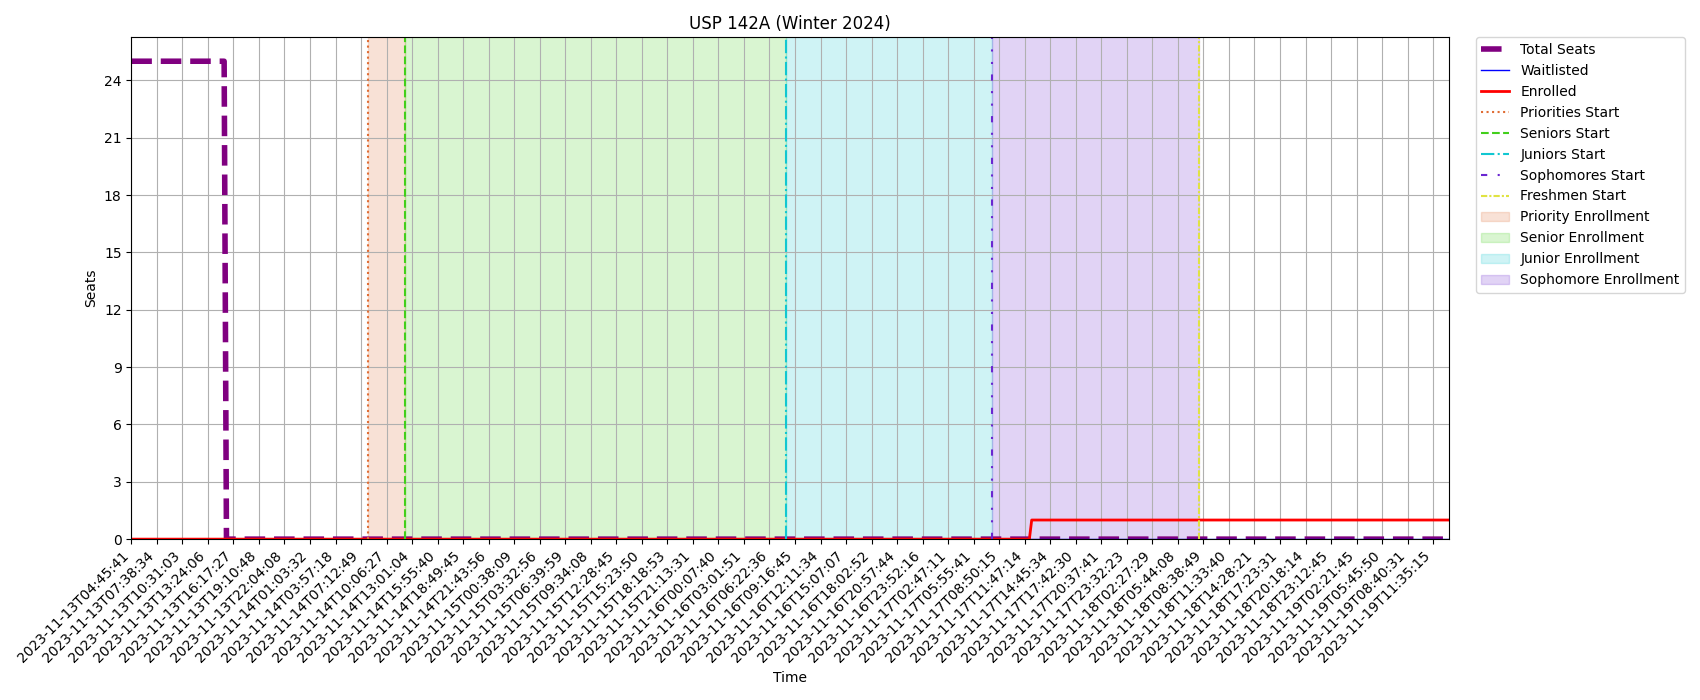 USP 142A (Winter 2024)
Total Seats
Waitlisted
Enrolled
Priorities Start
Seniors Start
Juniors Start
Sophomores Start
Freshmen Start
Priority Enrollment
Senior Enrollment
Junior Enrollment
Sophomore Enrollment
Seats
24
21
18
15
12
9
6
3
0
2023-11-13T04:45:41
2023-11-13T07:38:34
2023-11-13T10:31:03
2023-11-13T13:24:06
2023-11-13T16:17:27
2023-11-13T19:10:48
2023-11-13T22:04:08
2023-11-14T01:03:32
2023-11-14T03:57:18
2023-11-14T07:12:49
2023-11-14T10:06:27
2023-11-14T13:01:04
2023-11-14T15:55:40
2023-11-14T18:49:45
2023-11-14T21:43:56
2023-11-15T00:38:09
2023-11-15T03:32:56
2023-11-15T06:39:59
2023-11-15T09:34:08
2023-11-15T12:28:45
2023-11-15T15:23:50
2023-11-15T18:18:53
2023-11-15T21:13:31
2023-11-16T00:07:40
2023-11-16T03:01:51
2023-11-16T06:22:36
2023-11-16T09:16:45
2023-11-16T12:11:34
2023-11-16T15:07:07
2023-11-16T18:02:52
2023-11-16T20:57:44
2023-11-16T23:52:16
2023-11-17T02:47:11
2023-11-17T05:55:41
2023-11-17T08:50:15
2023-11-17T11:47:14
2023-11-17T14:45:34
2023-11-17T17:42:30
2023-11-17T20:37:41
2023-11-17T23:32:23
2023-11-18T02:27:29
2023-11-18T05:44:08
2023-11-18T08:38:49
2023-11-18T11:33:40
2023-11-18T14:28:21
2023-11-18T17:23:31
2023-11-18T20:18:14
2023-11-18T23:12:45
2023-11-19T02:21:45
2023-11-19T05:45:50
2023-11-19T08:40:31
2023-11-19T11:35:15
Time